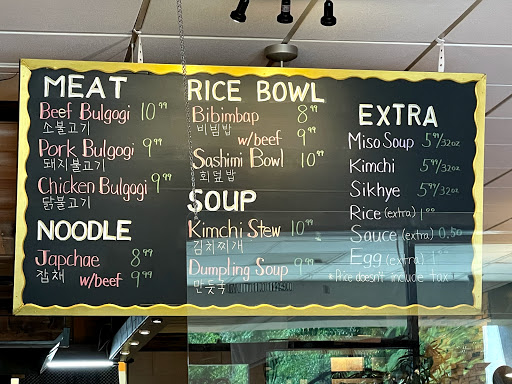 MEAT
Beef Bulgogi 10.99
소불고기
Pork Bulgogi 9.99
돼지불고기
Chicken Bulgogi 9.99
닭불고기
NOODLE
Japchae 8.99
잡채 w/beef 9.99
RICE BOWL
Bibimbap 8.99
비빔밥
w/beef 9.99
Sashimi Bowl 10.99
회덮밥
SOUP
Kimchi Stew 10.99
김치찌개
Dumpling Soup 9.99
만둣국
EXTRA
Miso Soup 5.99/32oz
Kimchi 5.99/32oz
Sikhye 5.99/32oz
Rice (extra) 1.00
Sauce (extra) 0.50
Egg (extra)
*Price doesn't include tax